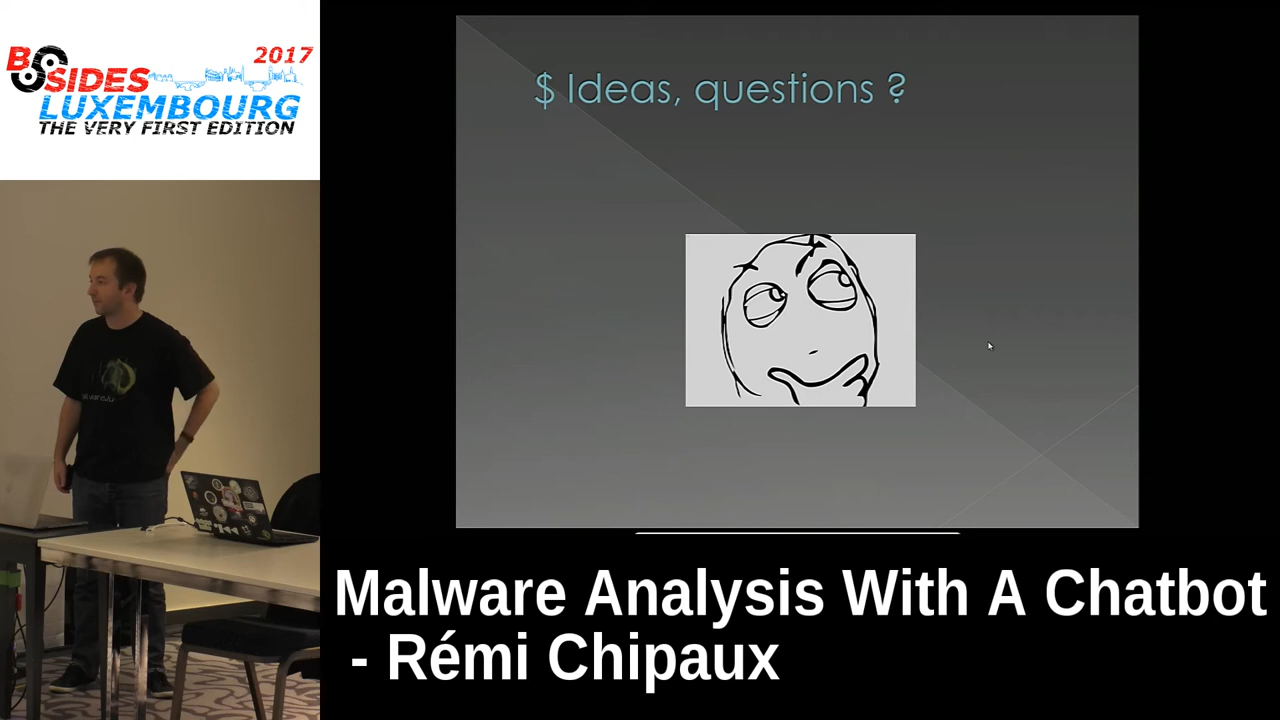 2017
BSIDES
LUXEMBOURG
THE VERY FIRST EDITION
$ Ideas, questions ?
Malware Analysis With A Chatbot
- Rémi Chipaux